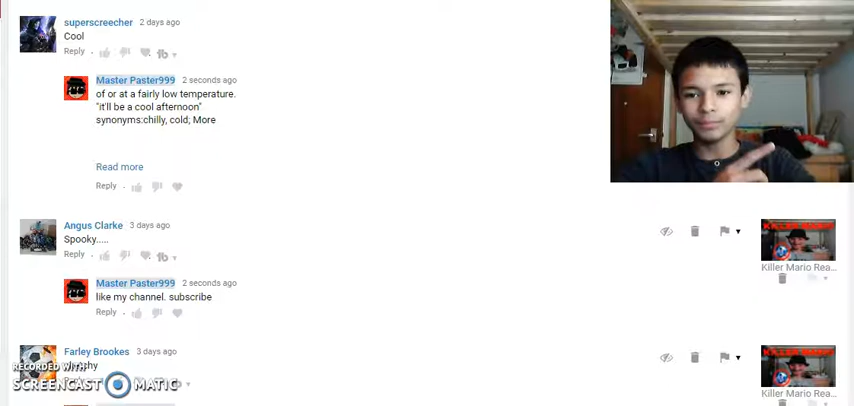 superscreecher 2 days ago
Cool
Reply
Master Paster999 2 seconds ago
of or at a fairly low temperature.
"it'll be a cool afternoon"
synonyms:chilly, cold; More
Read more
Reply
Angus Clarke 3 days ago
Spooky.....
Reply
Killer Mario Rea...
Master Paster999 2 seconds ago
like my channel. subscribe
Reply
Farley Brookes 3 days ago
RECORDED WITH
SCREENCAST MATIC
Killer Mario Rea...